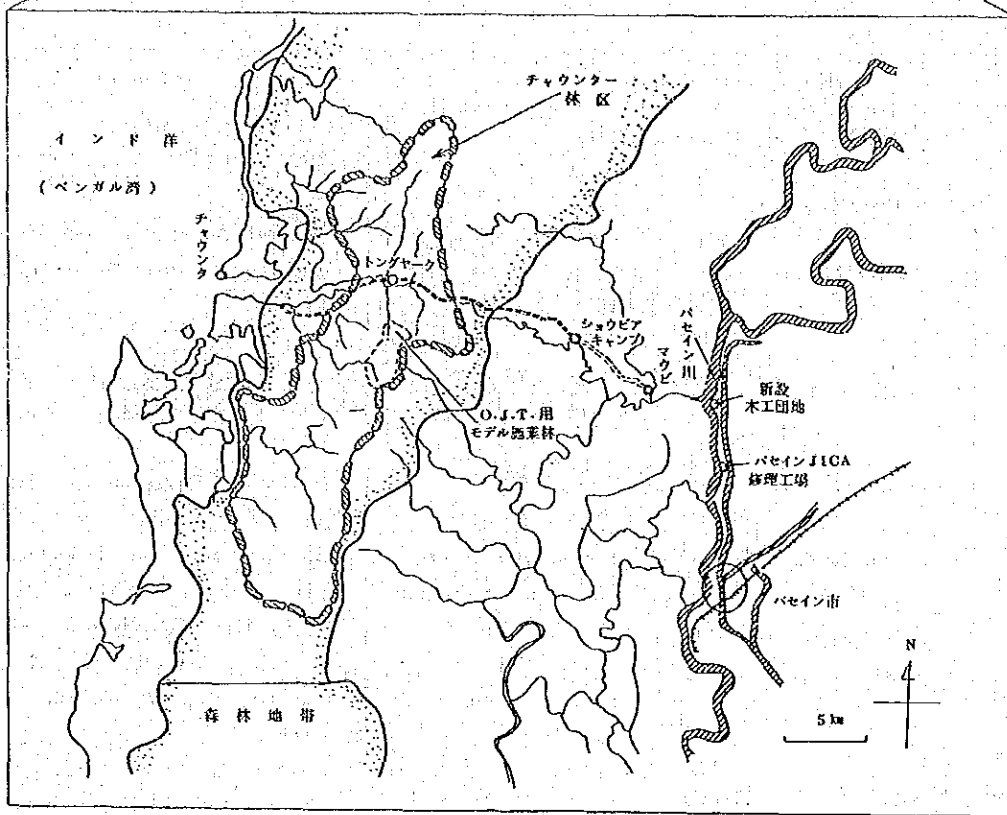 チャウンター
林区
インド洋
(ベンガル湾)
チャウンタ
トングヤーク
ショウピア
キャンプ
マウビ
パセイン川
新設
木工団地
O.J.T.用
モデル施業林
パセインJICA
修理工場
パセイン市
N
5㎞
森林地帯